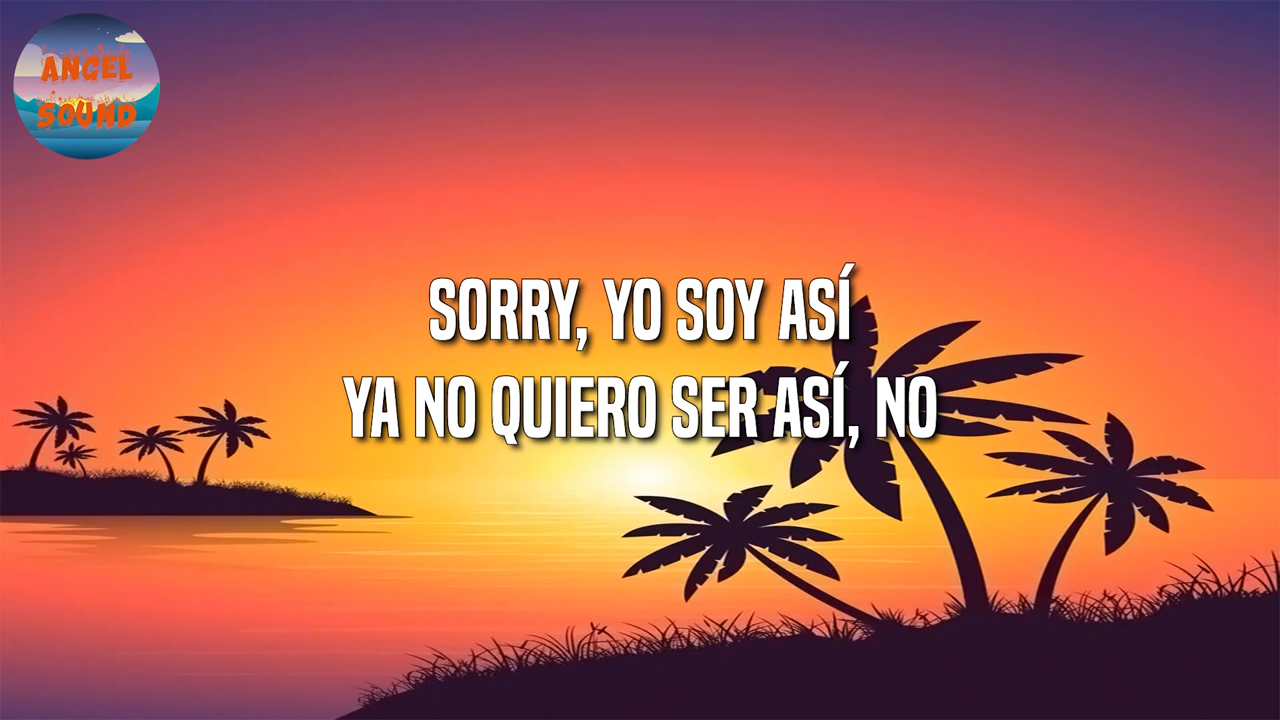 ANGEL
SOUND
SORRY, YO SOY ASÍ
YA NO QUIERO SER ASÍ, NO